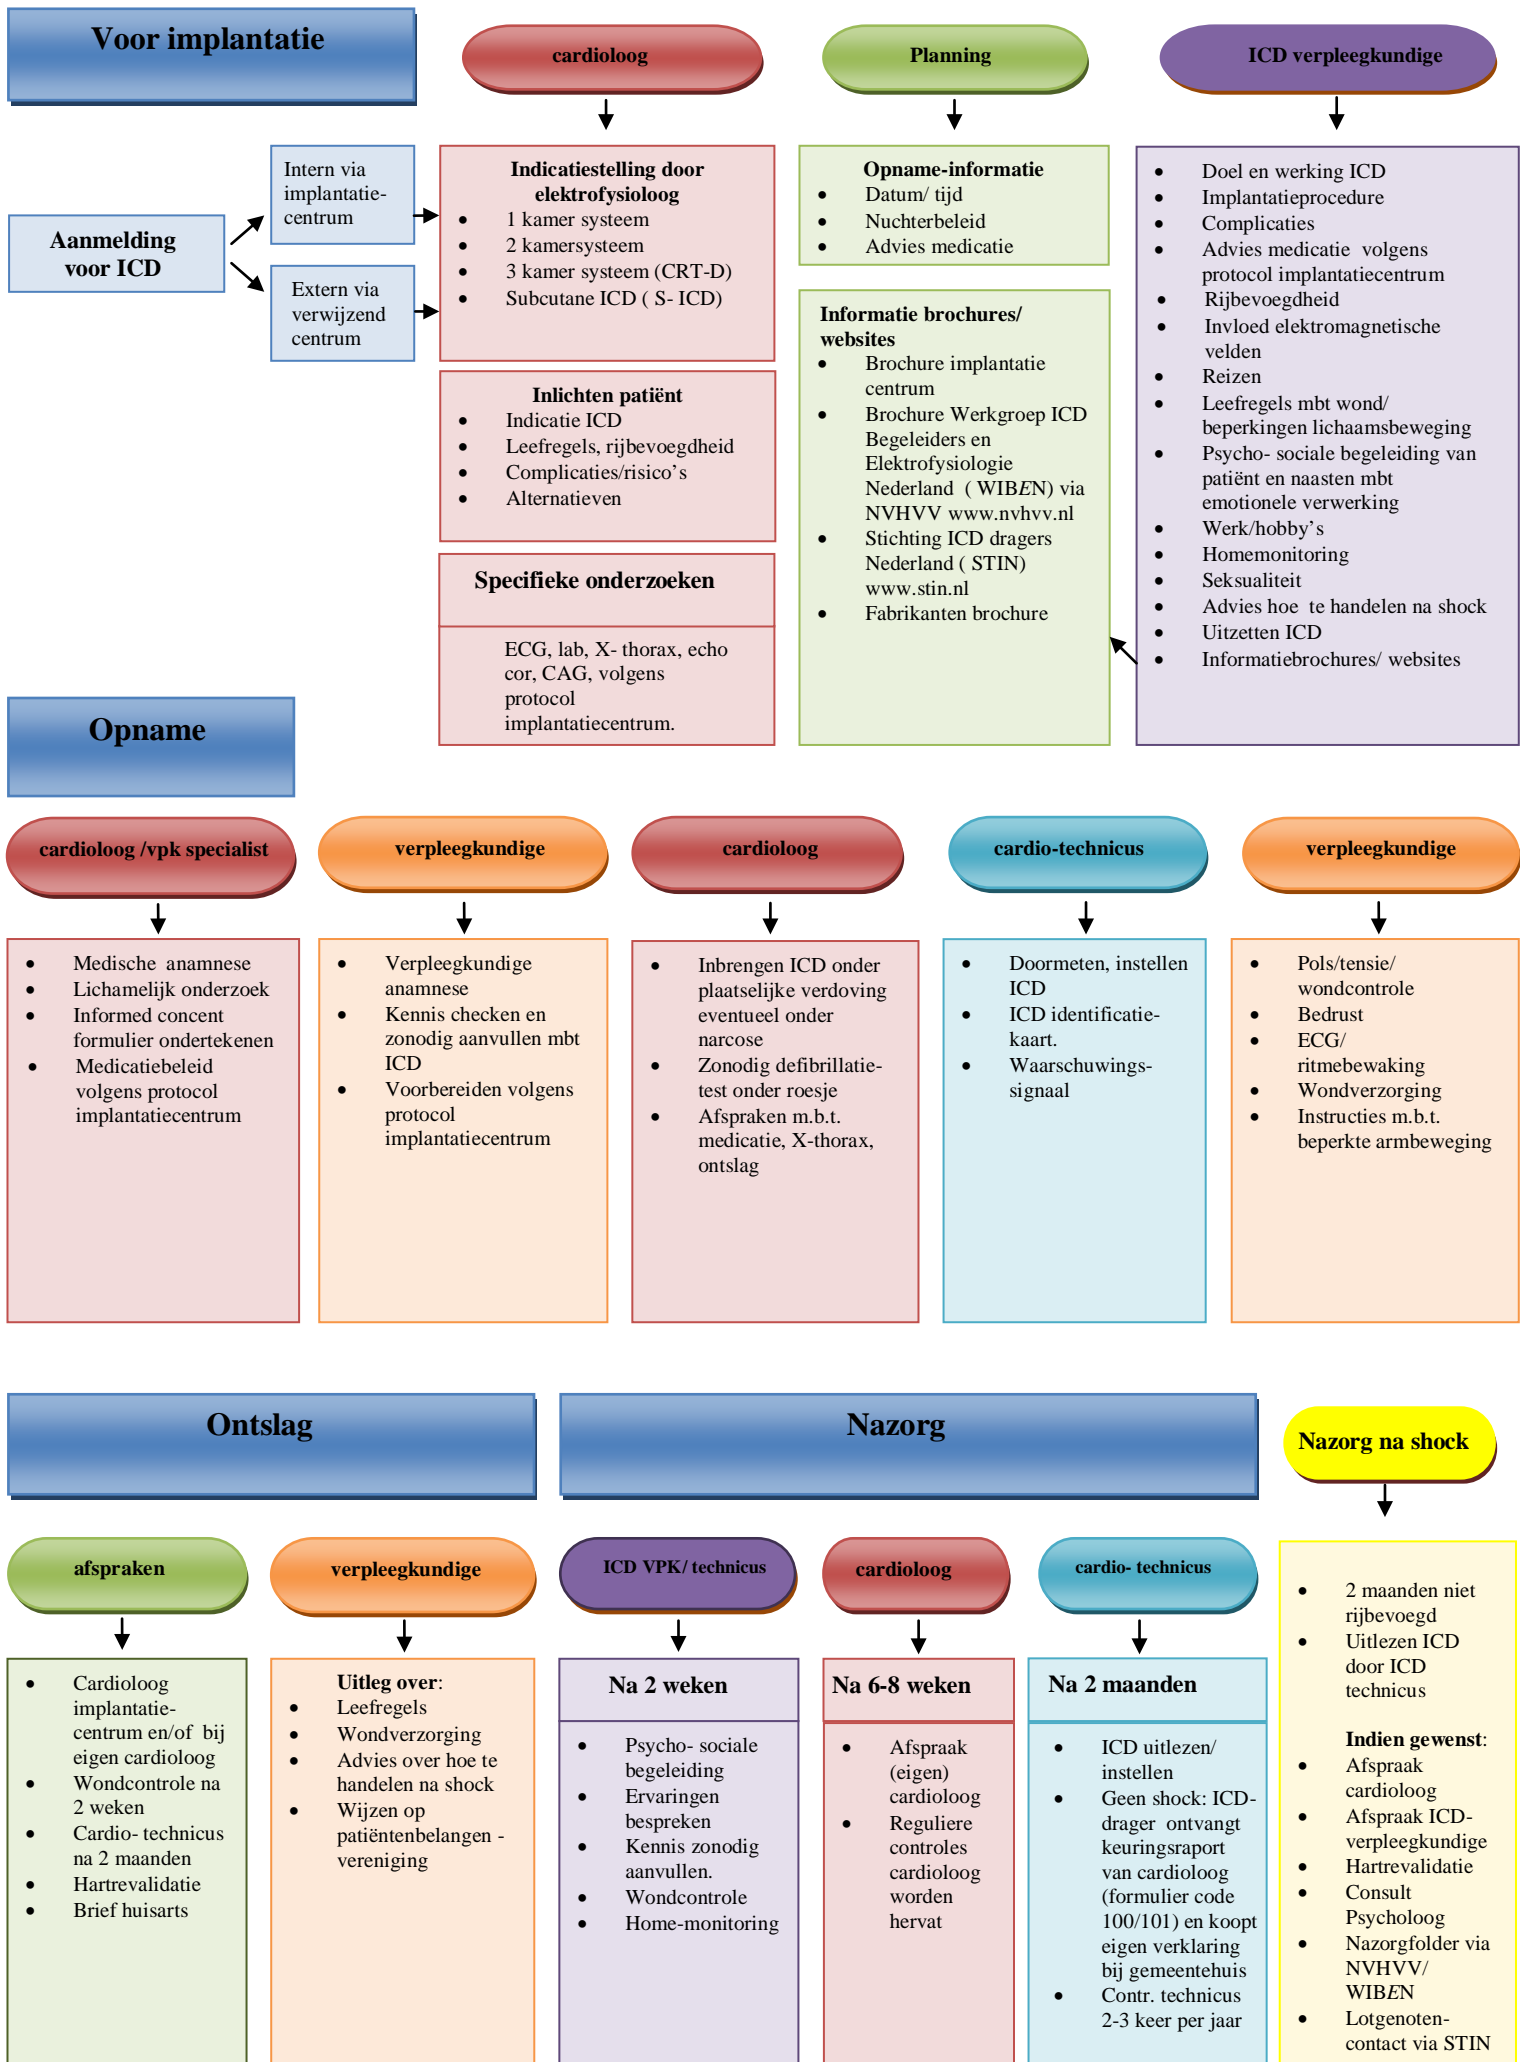 Voor implantatie
cardioloog
Planning
ICD verpleegkundige
Aanmelding
voor ICD
Intern via
implantatie-
centrum
Extern via
verwijzend
centrum
Indicatiestelling door
elektrofysioloog
• 1 kamer systeem
• 2 kamersysteem
• 3 kamer systeem (CRT-D)
• Subcutane ICD ( S- ICD)
Inlichten patiënt
• Indicatie ICD
• Leefregels, rijbevoegdheid
• Complicaties/risico's
• Alternatieven
Specifieke onderzoeken
ECG, lab, X- thorax, echo
cor, CAG, volgens
protocol
implantatiecentrum.
Opname-informatie
• Datum/ tijd
• Nuchterbeleid
• Advies medicatie
Informatie brochures/
websites
• Brochure implantatie
centrum
• Brochure Werkgroep ICD
Begeleiders en
Elektrofysiologie
Nederland ( WIBEN) via
NVHVV www.nvhvv.nl
• Stichting ICD dragers
Nederland ( STIN)
www.stin.nl
• Fabrikanten brochure
• Doel en werking ICD
• Implantatieprocedure
• Complicaties
• Advies medicatie volgens
protocol implantatiecentrum
• Rijbevoegdheid
• Invloed elektromagnetische
velden
• Reizen
• Leefregels mbt wond/
beperkingen lichaamsbeweging
• Psycho- sociale begeleiding van
patiënt en naasten mbt
emotionele verwerking
• Werk/hobby's
• Homemonitoring
• Seksualiteit
• Advies hoe te handelen na shock
• Uitzetten ICD
• Informatiebrochures/ websites
Opname
cardioloog /vpk specialist
verpleegkundige
cardioloog
cardio-technicus
verpleegkundige
• Medische anamnese
• Lichamelijk onderzoek
• Informed concent
formulier ondertekenen
• Medicatiebeleid
volgens protocol
implantatiecentrum
• Verpleegkundige
anamnese
• Kennis checken en
zonodig aanvullen mbt
ICD
• Voorbereiden volgens
protocol
implantatiecentrum
• Inbrengen ICD onder
plaatselijke verdoving
eventueel onder
narcose
• Zonodig defibrillatie-
test onder roesje
• Afspraken m.b.t.
medicatie, X-thorax,
ontslag
• Doormeten, instellen
ICD
• ICD identificatie-
kaart.
• Waarschuwings-
signaal
• Pols/tensie/
wondcontrole
• Bedrust
• ECG/
ritmebewaking
• Wondverzorging
• Instructies m.b.t.
beperkte armbeweging
Ontslag
Nazorg
Nazorg na shock
afspraken
verpleegkundige
ICD VPK/ technicus
cardioloog
cardio- technicus
• Cardioloog
implantatie-
centrum en/of bij
eigen cardioloog
• Wondcontrole na
2 weken
• Cardio- technicus
na 2 maanden
• Hartrevalidatie
• Brief huisarts
Uitleg over:
• Leefregels
• Wondverzorging
• Advies over hoe te
handelen na shock
• Wijzen op
patiëntenbelangen -
vereniging
Na 2 weken
• Psycho- sociale
begeleiding
• Ervaringen
bespreken
• Kennis zonodig
aanvullen.
• Wondcontrole
• Home-monitoring
Na 6-8 weken
• Afspraak
(eigen)
cardioloog
• Reguliere
controles
cardioloog
worden
hervat
Na 2 maanden
• ICD uitlezen/
instellen
• Geen shock: ICD-
drager ontvangt
keuringsraport
van cardioloog
(formulier code
100/101) en koopt
eigen verklaring
bij gemeentehuis
• Contr. technicus
2-3 keer per jaar
• 2 maanden niet
rijbevoegd
• Uitlezen ICD
door ICD
technicus
Indien gewenst:
• Afspraak
cardioloog
• Afspraak ICD-
verpleegkundige
• Hartrevalidatie
• Consult
Psycholoog
• Nazorgfolder via
NVHVV/
WIBEN
• Lotgenoten-
contact via STIN